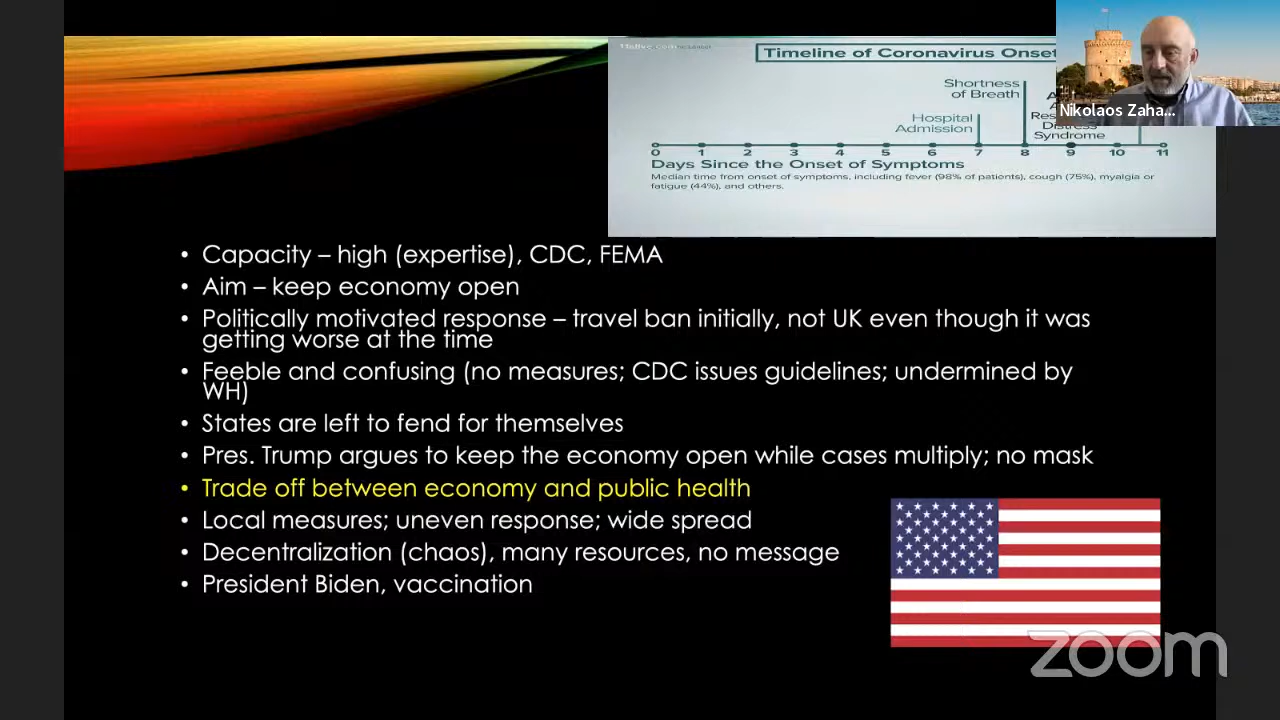 Timeline of Coronavirus Onset
Shortness
of Breath
Hospital
Admission
Distress
Syndrome
0 1 2 3 4 5 6 7 8 9 10 11
Days Since the Onset of Symptoms
Median time from onset of symptoms, including fever (98% of patients), cough (75%), myalgia or
fatigue (44%), and others.
Nikolaos Zaha...
• Capacity – high (expertise), CDC, FEMA
• Aim – keep economy open
• Politically motivated response – travel ban initially, not UK even though it was
getting worse at the time
• Feeble and confusing (no measures; CDC issues guidelines; undermined by
WH)
• States are left to fend for themselves
• Pres. Trump argues to keep the economy open while cases multiply; no mask
• Trade off between economy and public health
• Local measures; uneven response; wide spread
• Decentralization (chaos), many resources, no message
• President Biden, vaccination
zoom